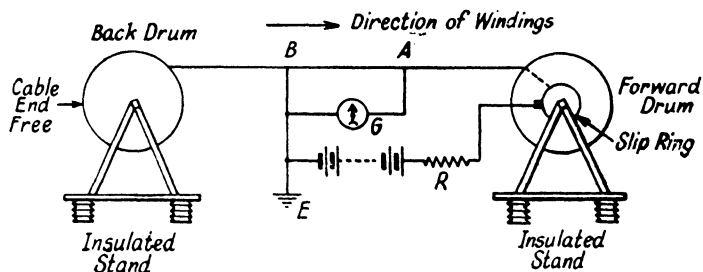 Direction of Windings
Back Drum
B
A
Cable
End
Free
G
Forward
Drum
Slip Ring
R
E
Insulated
Stand
Insulated
Stand